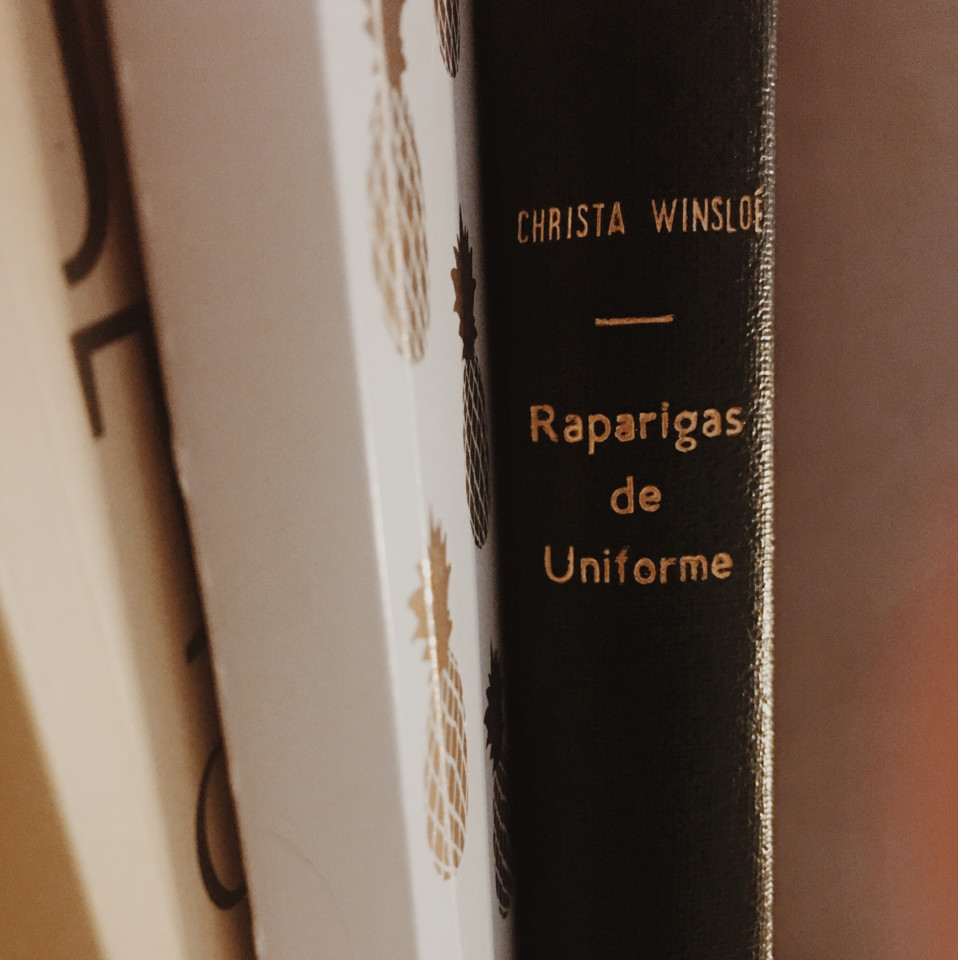 CHRISTA WINSLOÉ
Raparigas
de
Uniforme